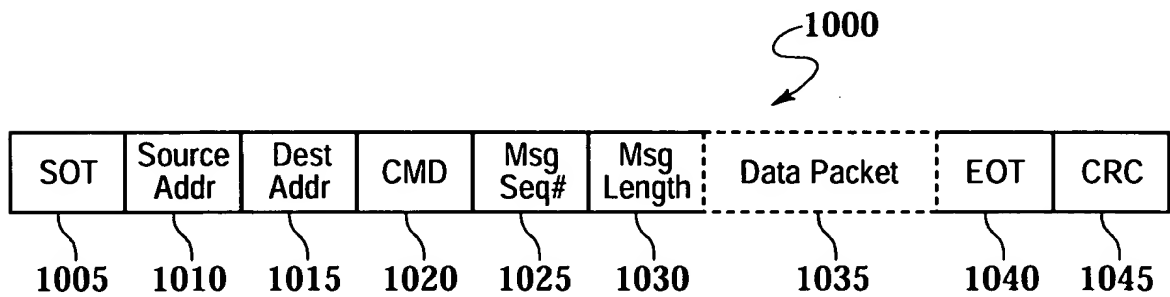 1000
SOT
Source
Addr
Dest
Addr
CMD
Msg
Seq#
Msg
Length
Data Packet
EOT
CRC
1005 1010 1015 1020 1025 1030 1035 1040 1045